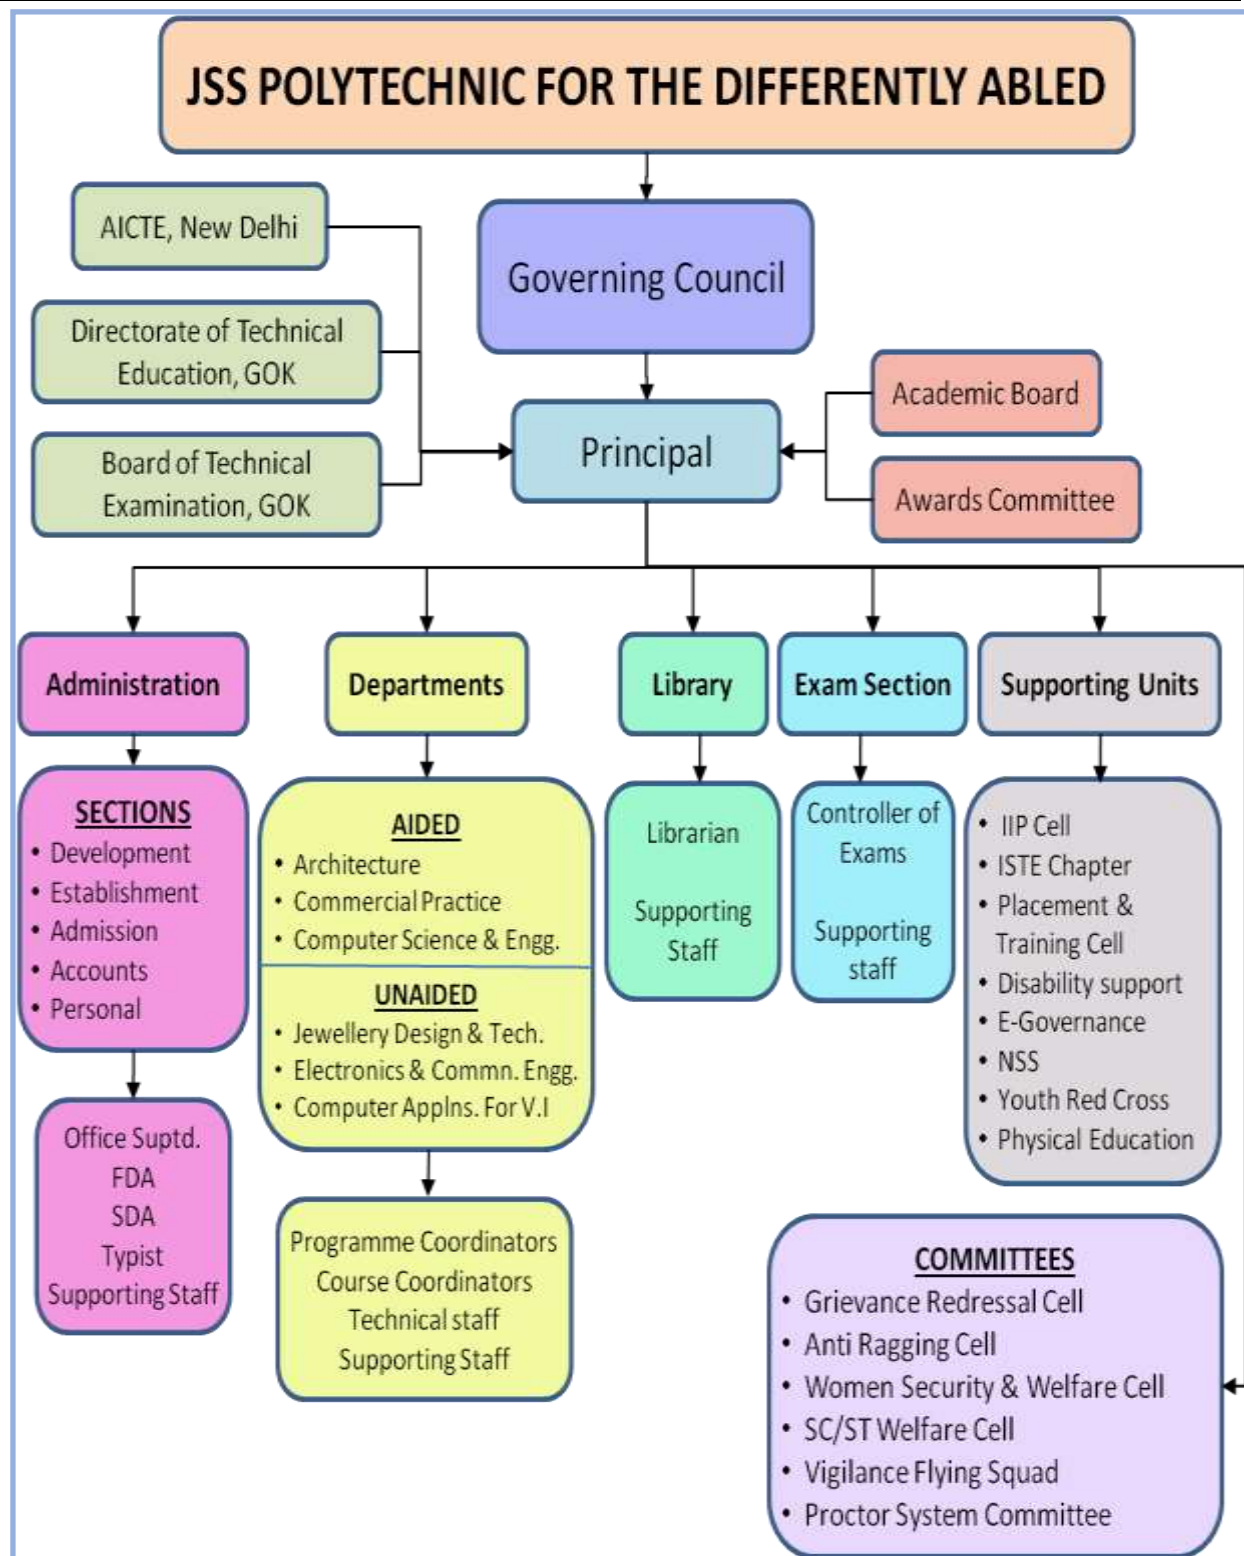 JSS POLYTECHNIC FOR THE DIFFERENTLY ABLED
Governing Council
AICTE, New Delhi
Directorate of Technical
Education, GOK
Board of Technical
Examination, GOK
Principal
Academic Board
Awards Committee
Administration
Departments
Library
Exam Section
Supporting Units
SECTIONS
• Development
• Establishment
• Admission
• Accounts
• Personal
Office Suptd.
FDA
SDA
Typist
Supporting Staff
AIDED
• Architecture
• Commercial Practice
• Computer Science & Engg.
UNAIDED
• Jewellery Design & Tech.
• Electronics & Commn. Engg.
• Computer Applns. For V.I
Programme Coordinators
Course Coordinators
Technical staff
Supporting Staff
Librarian
Supporting
Staff
Controller of
Exams
Supporting
staff
• IIP Cell
• ISTE Chapter
• Placement &
Training Cell
• Disability support
• E-Governance
• NSS
• Youth Red Cross
• Physical Education
COMMITTEES
• Grievance Redressal Cell
• Anti Ragging Cell
• Women Security & Welfare Cell
• SC/ST Welfare Cell
• Vigilance Flying Squad
• Proctor System Committee